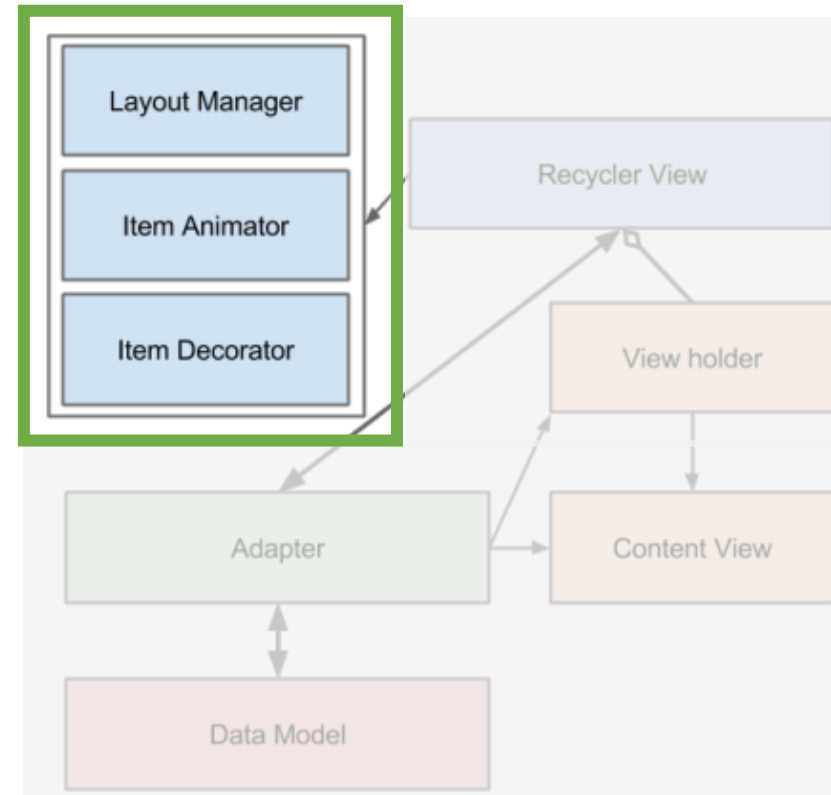 Layout Manager
Item Animator
Item Decorator
Recycler View
View holder
Adapter
Content View
Data Model